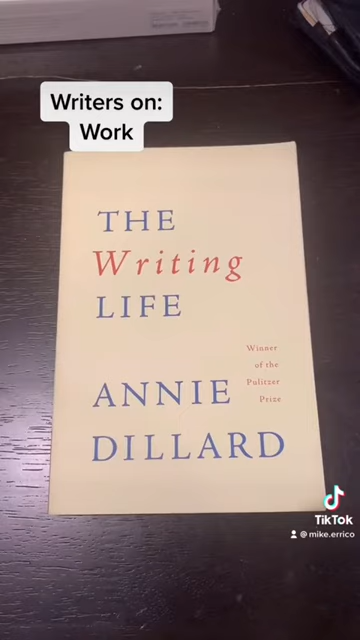 Writers on:
Work
THE
Writing
LIFE
Winner
of the
Pulitzer
Prize
ANNIE
DILLARD
TikTok
@ mike.errico